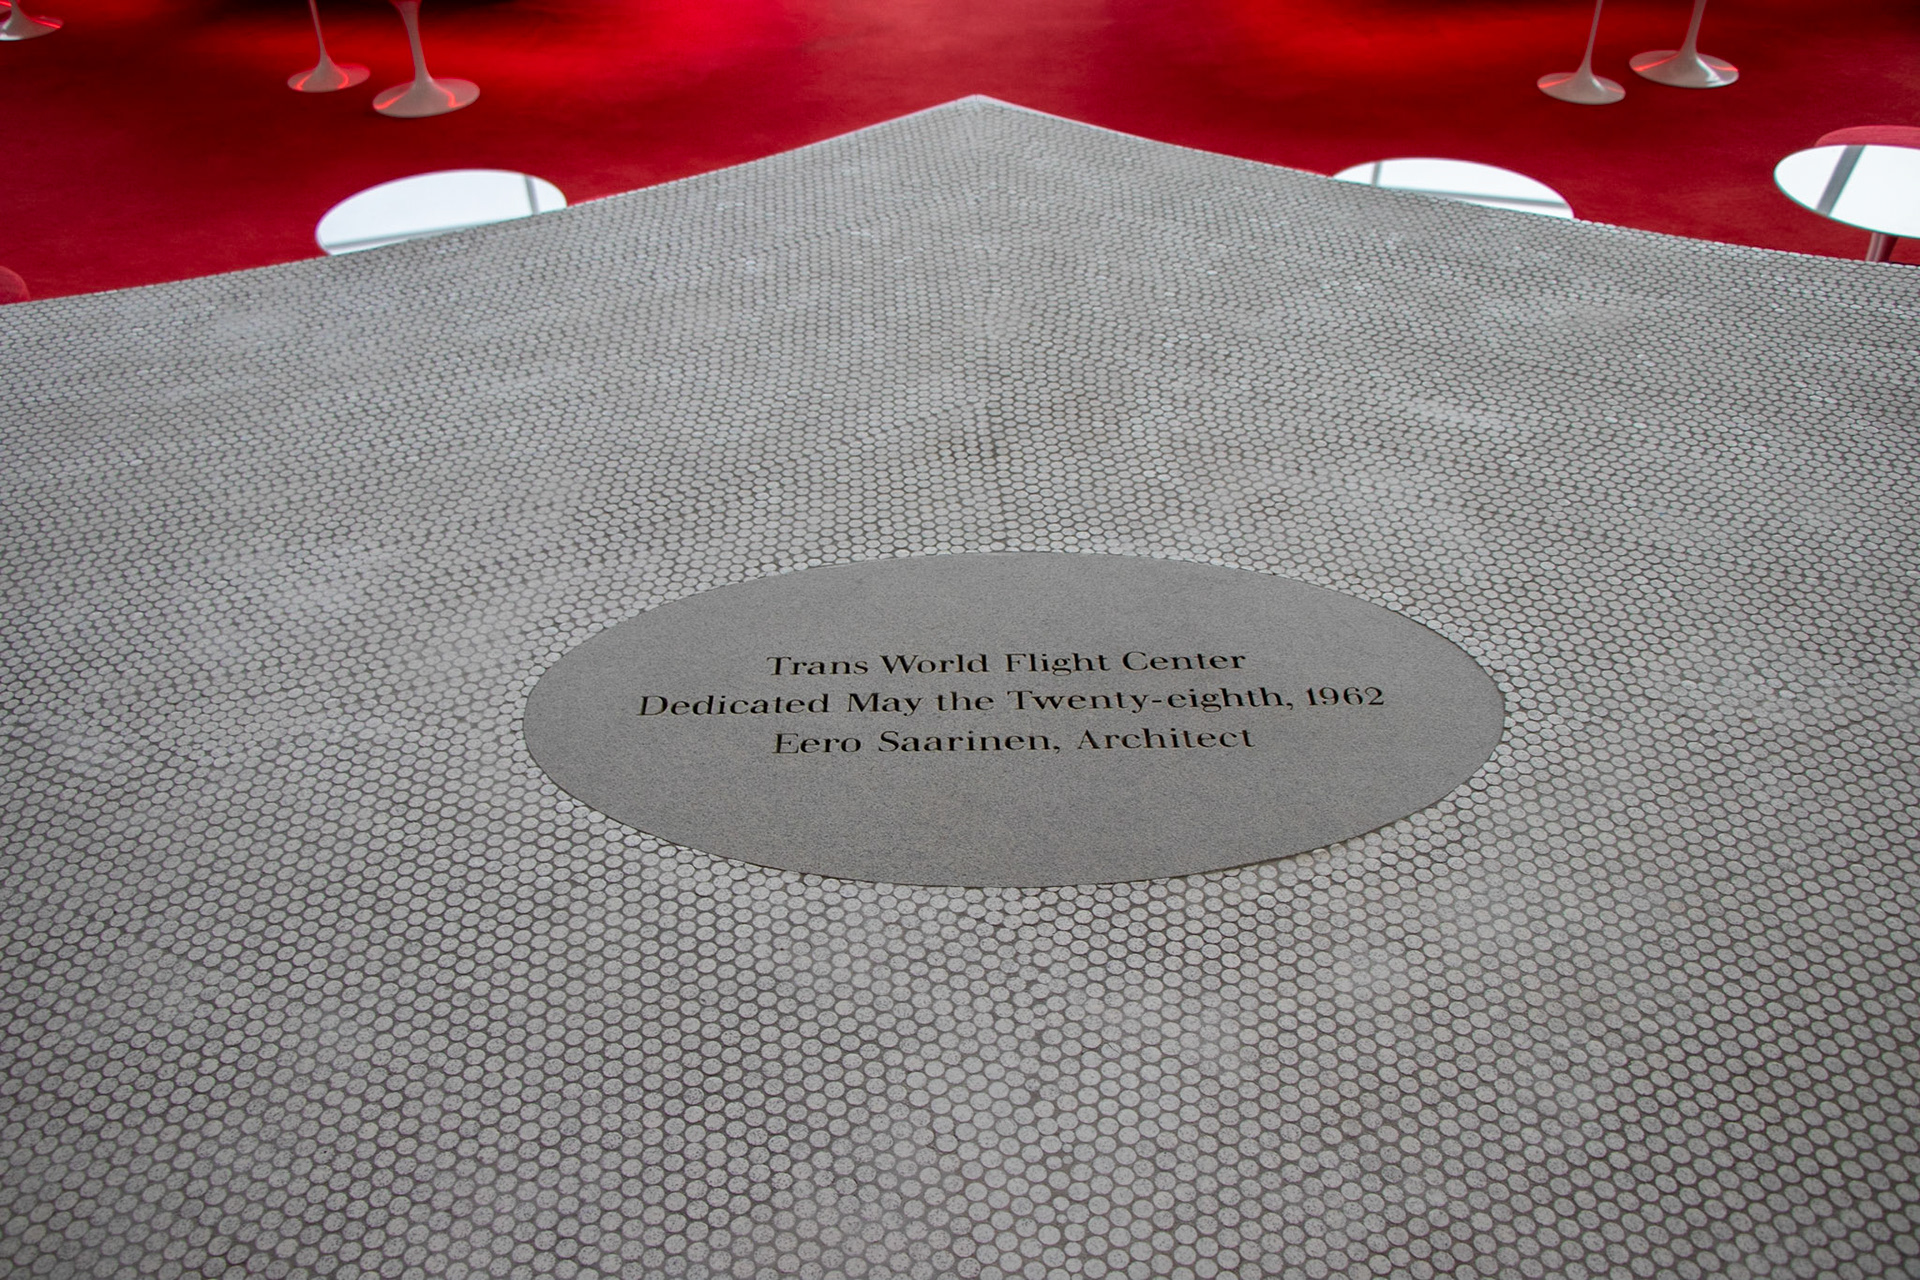 Trans World Flight Center
Dedicated May the Twenty-eighth, 1962
Eero Saarinen, Architect